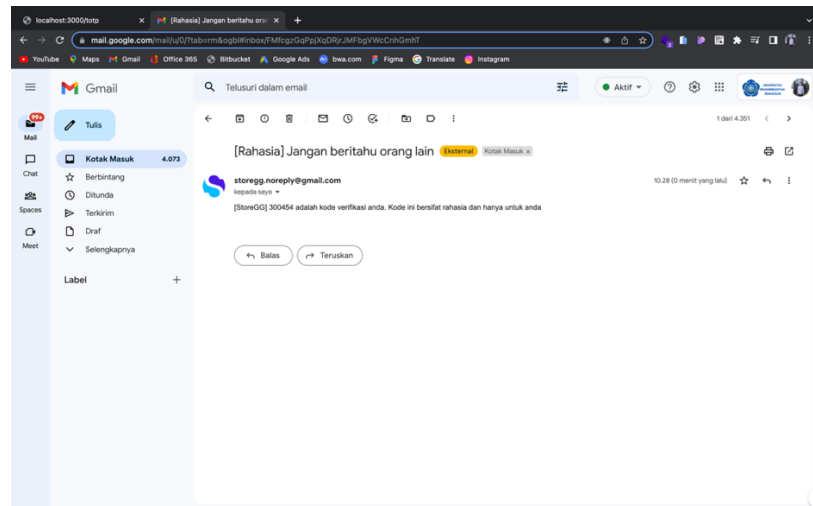 localhost:3000/totp
[Rahasia] Jangan beritahu oran
mail.google.com/mail/u/0/?tab=rm&ogbl#inbox/FMfcgzGqPpjXqDRjrJMFbgVWcCnhGmhT
YouTube Maps Gmail Office 365 Bitbucket Google Ads bwa.com Figma Translate Instagram
Gmail
Telusuri dalam email
Aktif
99+
Mail
Chat
Spaces
Meet
Tulis
Kotak Masuk 4.073
Berbintang
Ditunda
Terkirim
Draf
Selengkapnya
Label
1 dari 4.351
[Rahasia] Jangan beritahu orang lain Eksternal Kotak Masuk x
storegg.noreply@gmail.com
10.28 (0 menit yang lalu)
kepada saya
[StoreGG] 300454 adalah kode verifikasi anda. Kode ini bersifat rahasia dan hanya untuk anda
Balas
Teruskan